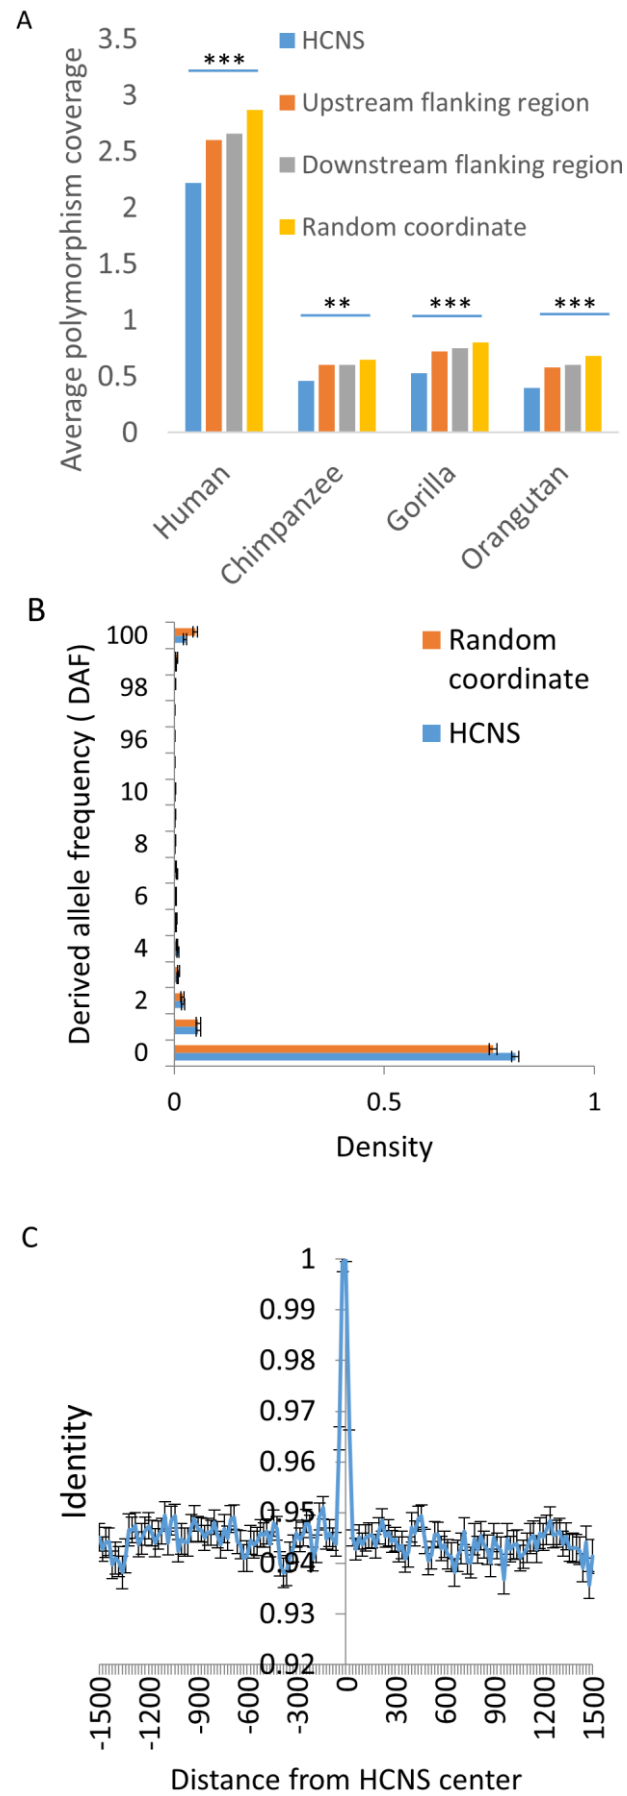 A
Average polymorphism coverage
3.5
3
2.5
2
1.5
1
0.5
0
***
**
***
***
HCNS
Upstream flanking region
Downstream flanking region
Random coordinate
Human
Chimpanzee
Gorilla
Orangutan
B
Derived allele frequency ( DAF)
100
98
96
10
8
6
4
2
0
Random
coordinate
HCNS
0
0.5
1
Density
C
Identity
1
0.99
0.98
0.97
0.96
0.95
0.94
0.93
0.92
-1500
-1200
-900
-600
-300
0
300
600
900
1200
1500
Distance from HCNS center